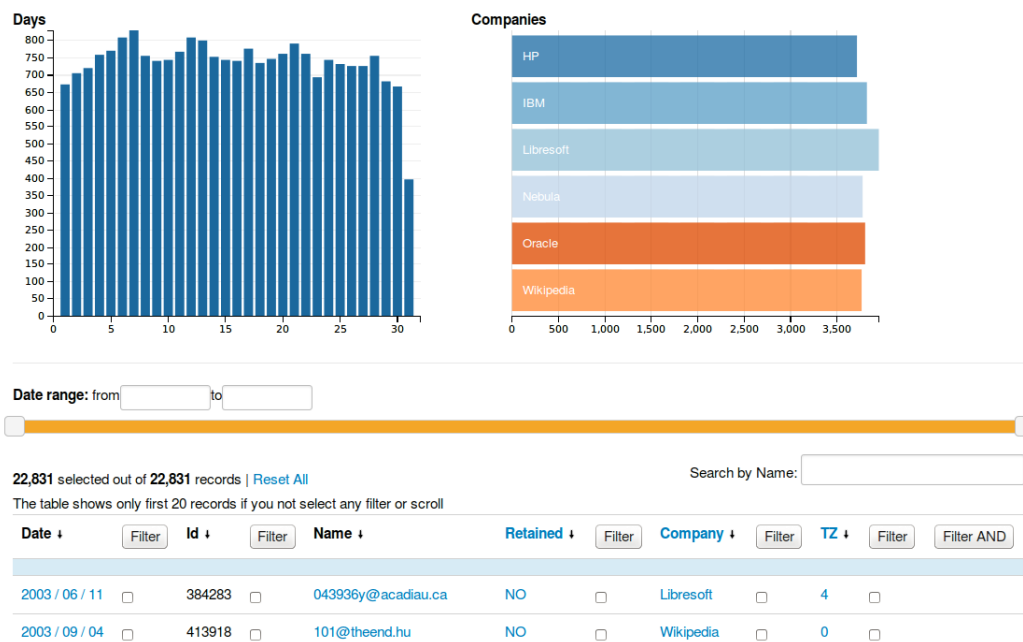 Days
800
750
700
650
600
550
500
450
400
350
300
250
200
150
100
50
0
0 5 10 15 20 25 30
Companies
HP
IBM
Libresoft
Nebula
Oracle
Wikipedia
0 500 1,000 1,500 2,000 2,500 3,000 3,500
Date range: from to
22,831 selected out of 22,831 records | Reset All
Search by Name:
The table shows only first 20 records if you not select any filter or scroll
Date ↓ Filter Id ↓ Filter Name ↓ Retained ↓ Filter Company ↓ Filter TZ ↓ Filter Filter AND
2003 / 06 / 11 384283 043936y@acadiau.ca NO Libresoft 4
2003 / 09 / 04 413918 101@theend.hu NO Wikipedia 0